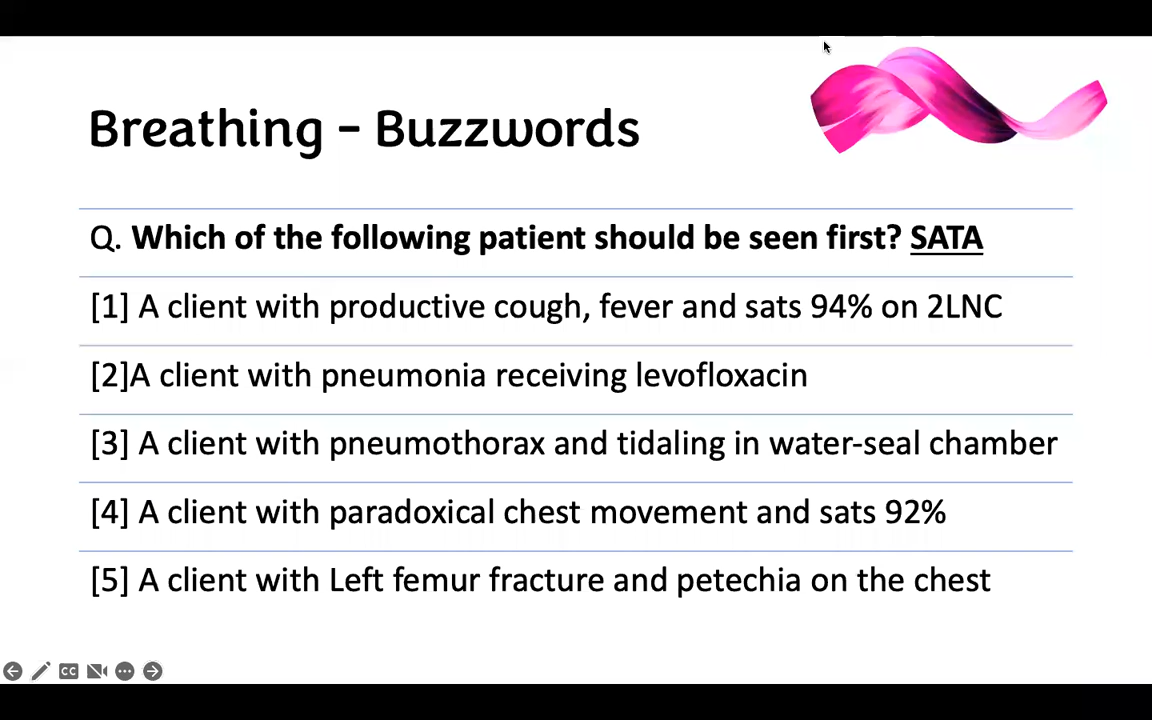 Breathing – Buzzwords
Q. Which of the following patient should be seen first? SATA
[1] A client with productive cough, fever and sats 94% on 2LNC
[2]A client with pneumonia receiving levofloxacin
[3] A client with pneumothorax and tidaling in water-seal chamber
[4] A client with paradoxical chest movement and sats 92%
[5] A client with Left femur fracture and petechia on the chest
CC